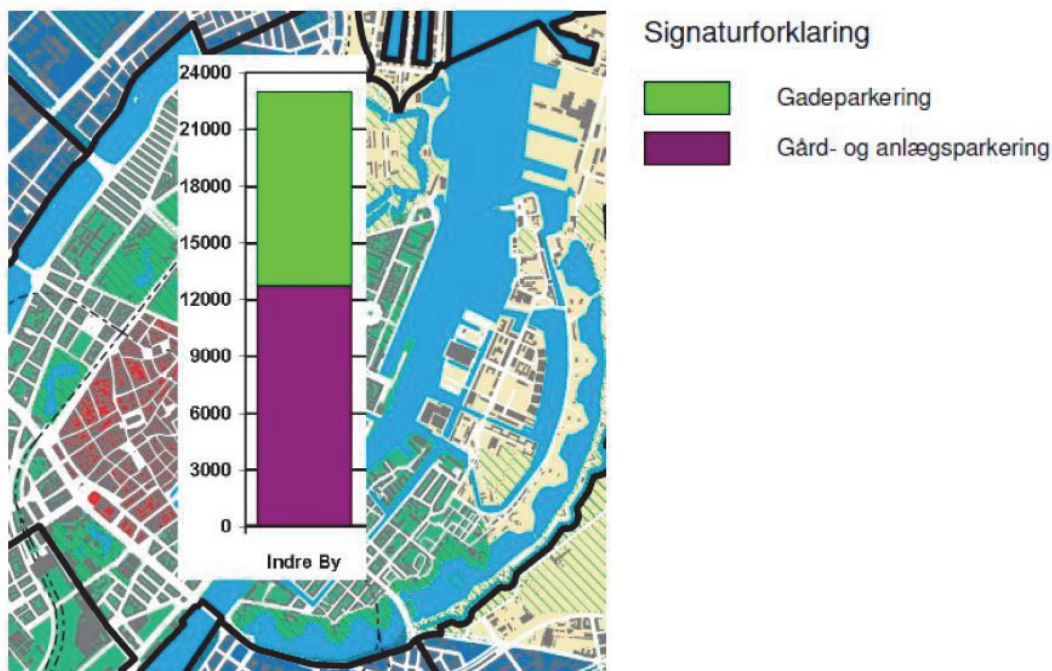 24000
21000
18000
15000
12000
9000
6000
3000
0
Indre By
Signaturforklaring
Gadeparkering
Gård- og anlægsparkering